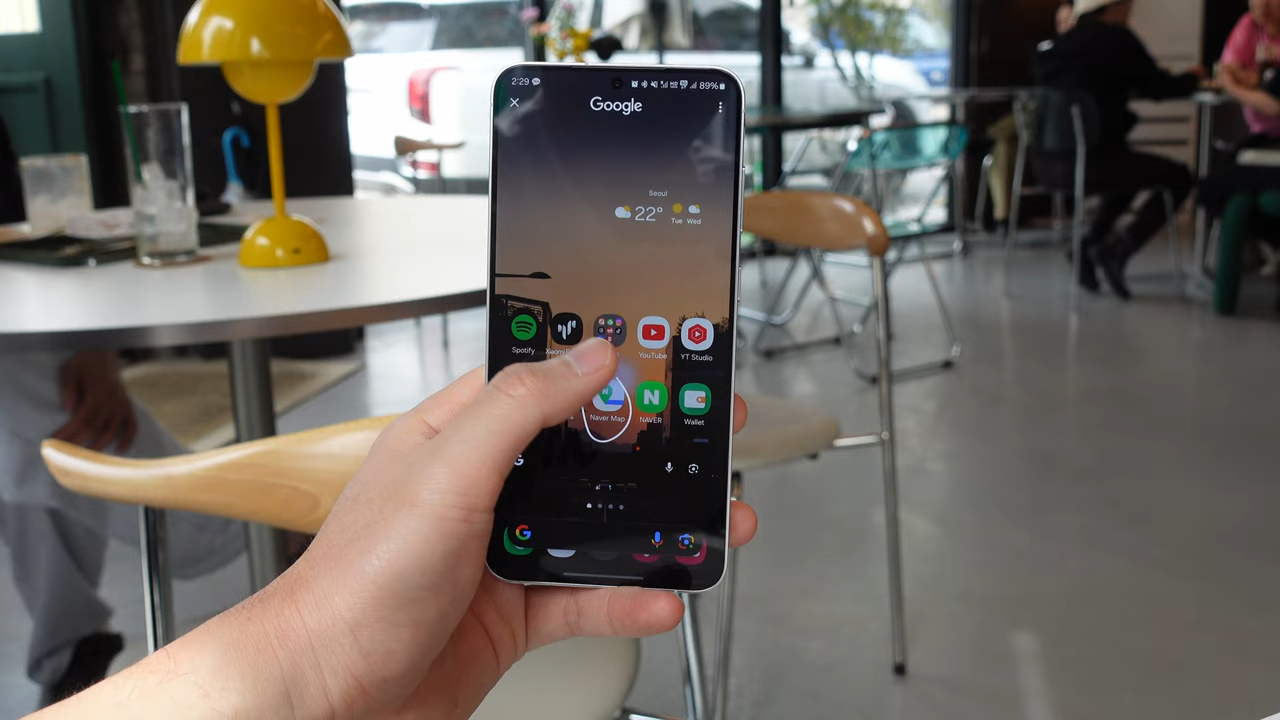 2:29
89%
Google
Seoul
22°
Tue Wed
Spotify
YouTube
YT Studio
Naver Map
NAVER
Wallet